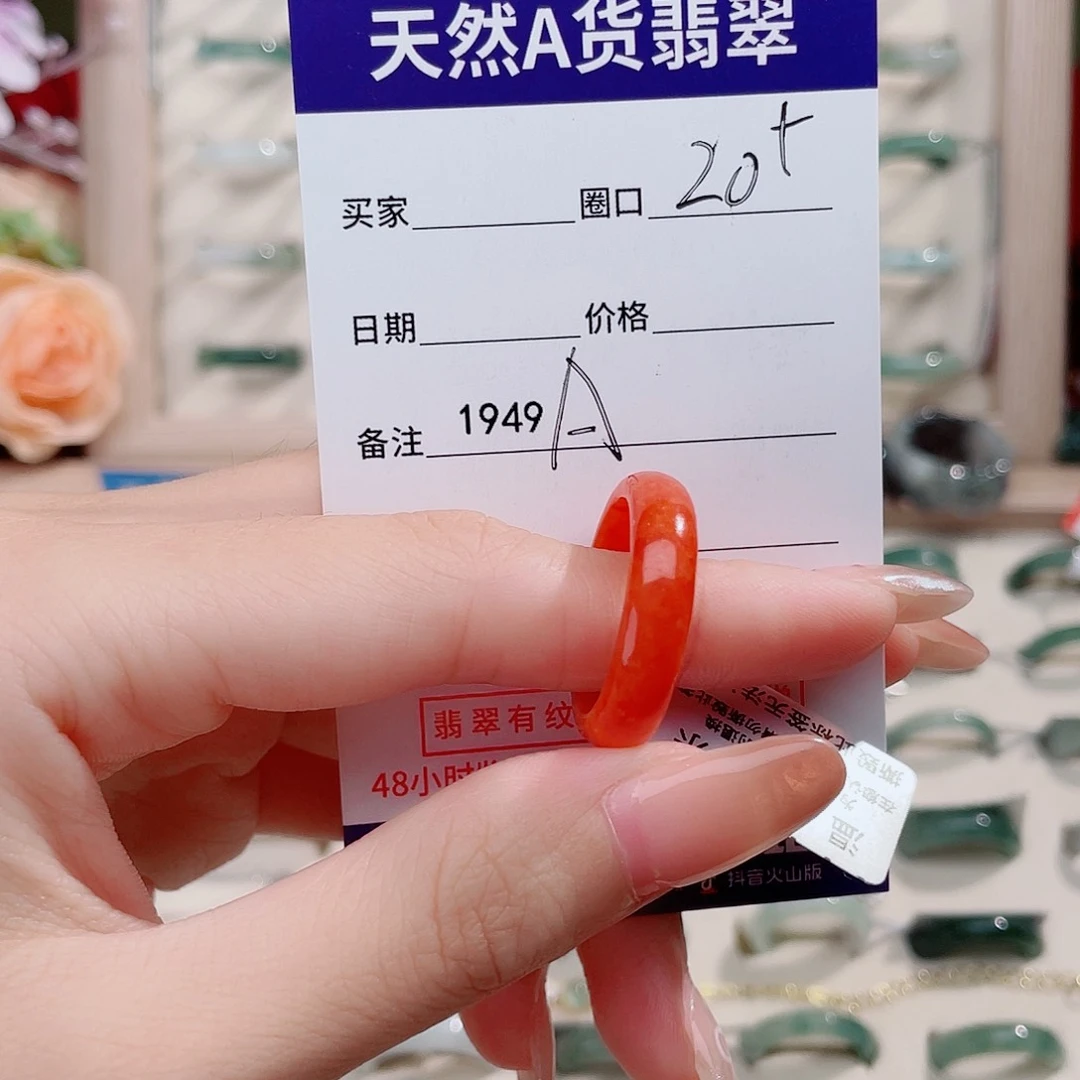 天然A货翡翠
买家 圈口 20+
日期 价格
备注 1949 A
翡翠有纹
48小时
抖音火山版